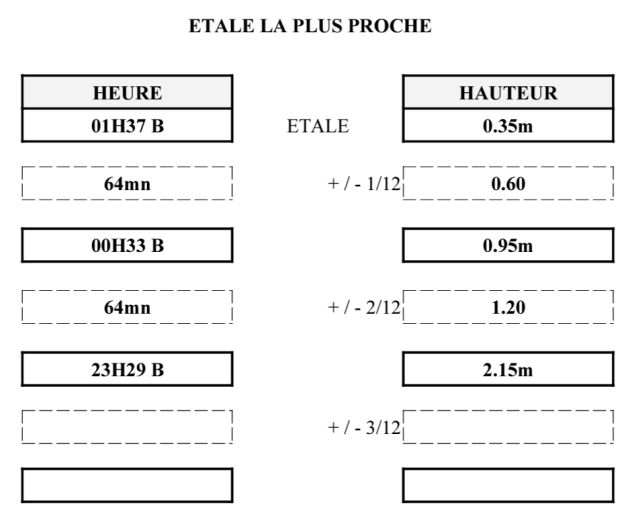 ETALE LA PLUS PROCHE
HEURE HAUTEUR
01H37 B ETALE 0.35m
64mn + / - 1/12 0.60
00H33 B 0.95m
64mn + / - 2/12 1.20
23H29 B 2.15m
+ / - 3/12